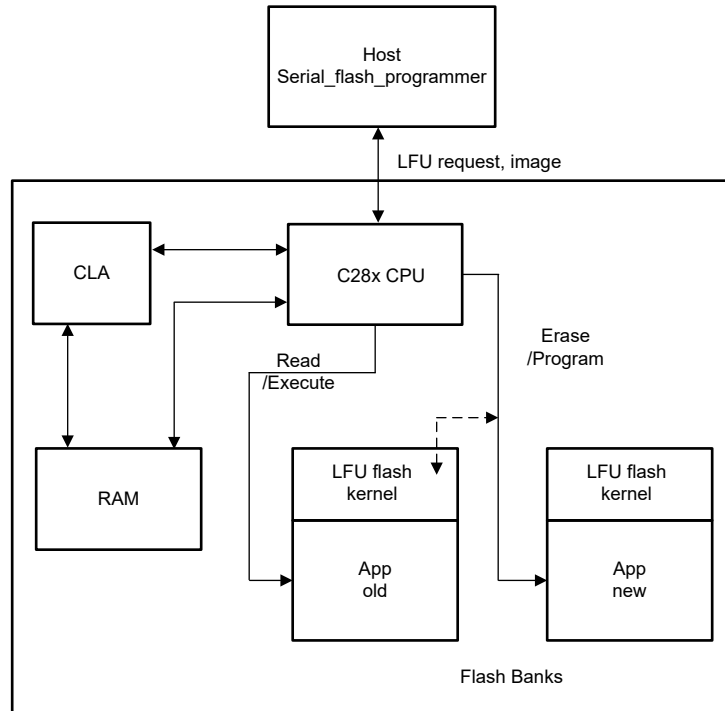 Host
Serial_flash_programmer
LFU request, image
CLA
C28x CPU
Read
/Execute
Erase
/Program
RAM
LFU flash
kernel
App
old
LFU flash
kernel
App
new
Flash Banks